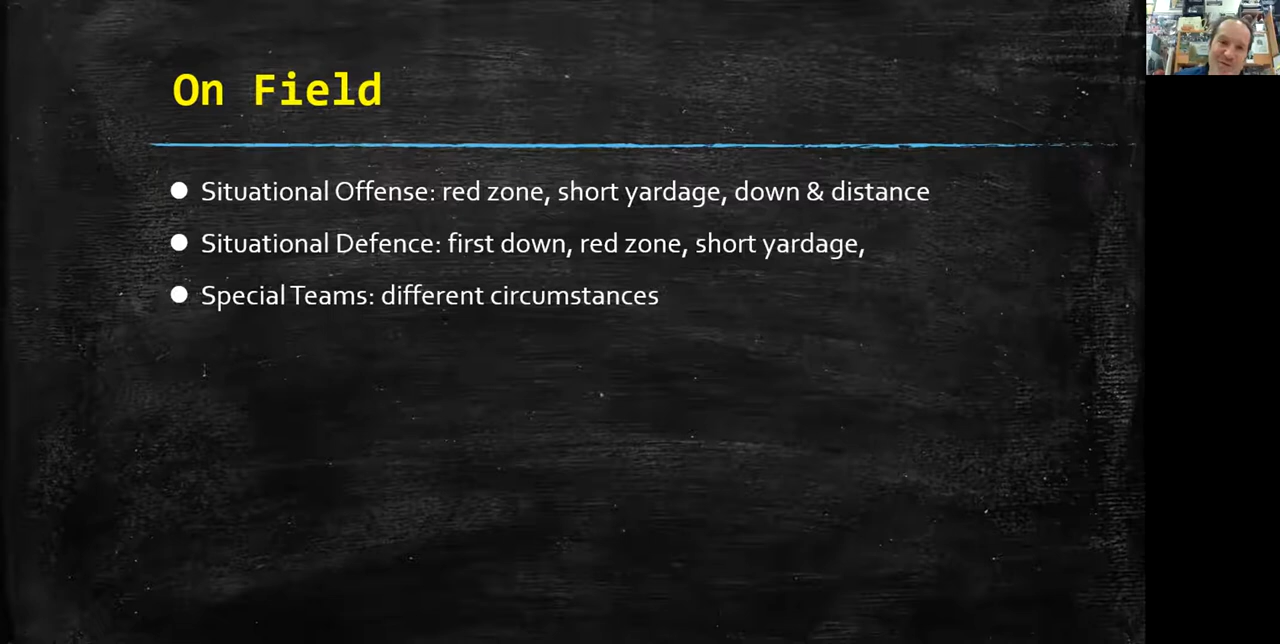 On Field
Situational Offense: red zone, short yardage, down & distance
Situational Defence: first down, red zone, short yardage,
Special Teams: different circumstances